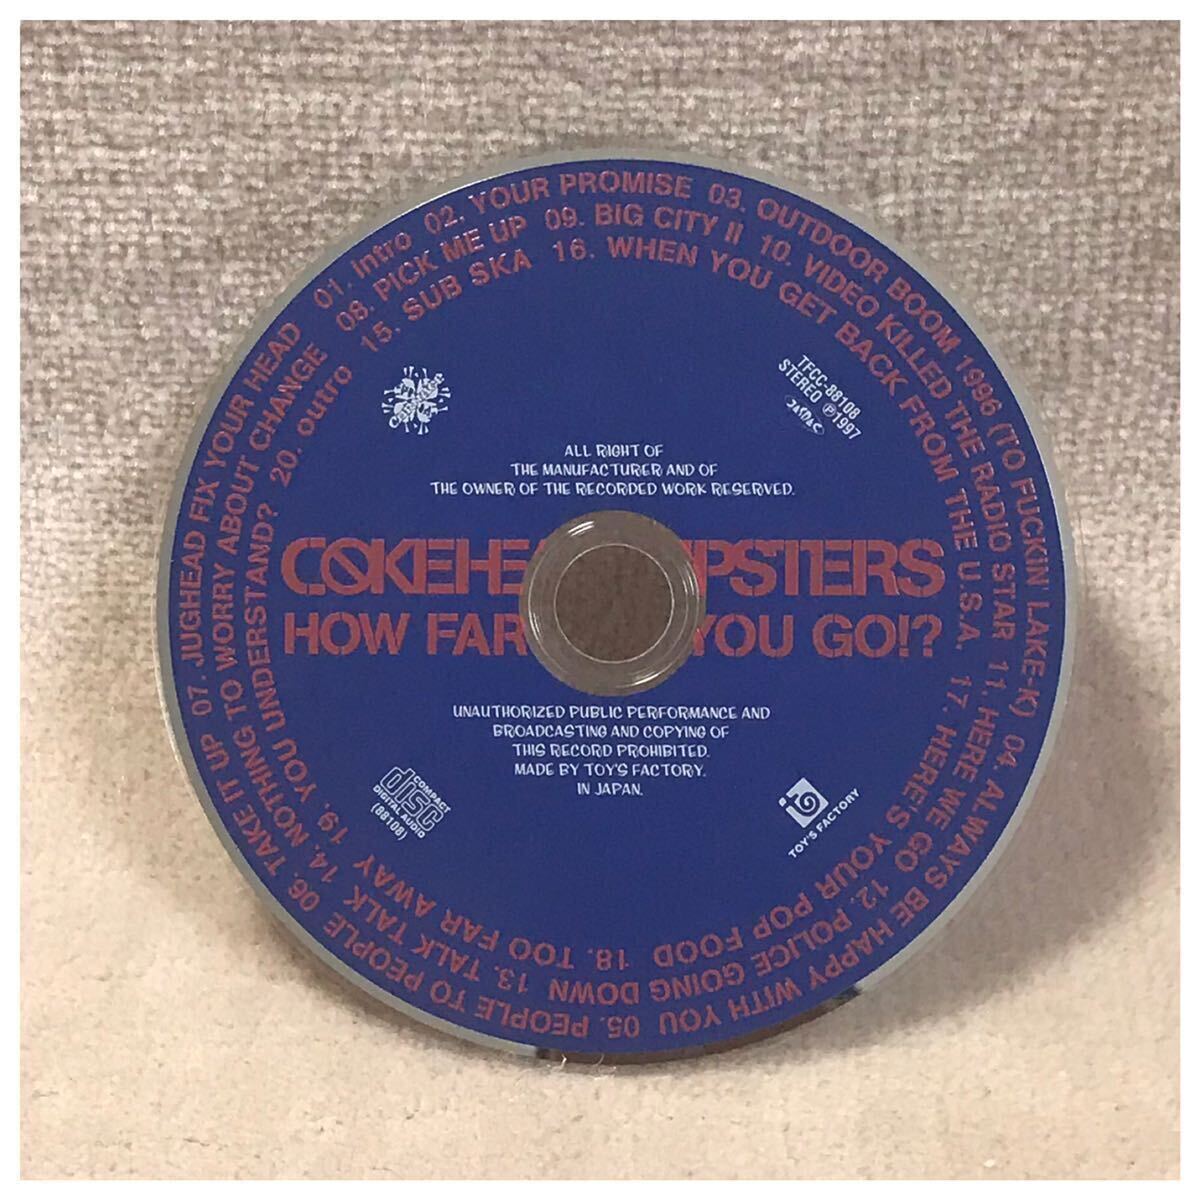 01. intro 02. YOUR PROMISE 03. OUTDOOR BOOM 1996 (TO FUCKIN' LAKE-K) 04. ALWAYS BE HAPPY WITH YOU 05. PEOPLE TO PEOPLE 06. TAKE IT UP 07. JUGHEAD FIX YOUR HEAD
08. PICK ME UP 09. BIG CITY II 10. VIDEO KILLED THE RADIO STAR 11. HERE WE GO 12. POLICE GOING DOWN 13. TALK TALK TALK 14. NOTHING TO WORRY ABOUT CHANGE
15. SUB SKA 16. WHEN YOU GET BACK FROM THE U.S.A. 17. HERE'S YOUR POP FOOD 18. TOO FAR AWAY 19. YOU UNDERSTAND? 20. outro
TFCC-88108
STEREO Ⓟ1997
JASRAC
ALL RIGHT OF
THE MANUFACTURER AND OF
THE OWNER OF THE RECORDED WORK RESERVED.
COKEHE PSTERS
HOW FAR YOU GO!?
UNAUTHORIZED PUBLIC PERFORMANCE AND
BROADCASTING AND COPYING OF
THIS RECORD PROHIBITED.
MADE BY TOY'S FACTORY.
IN JAPAN.
COMPACT
disc
DIGITAL AUDIO
(88108)
TOY'S FACTORY